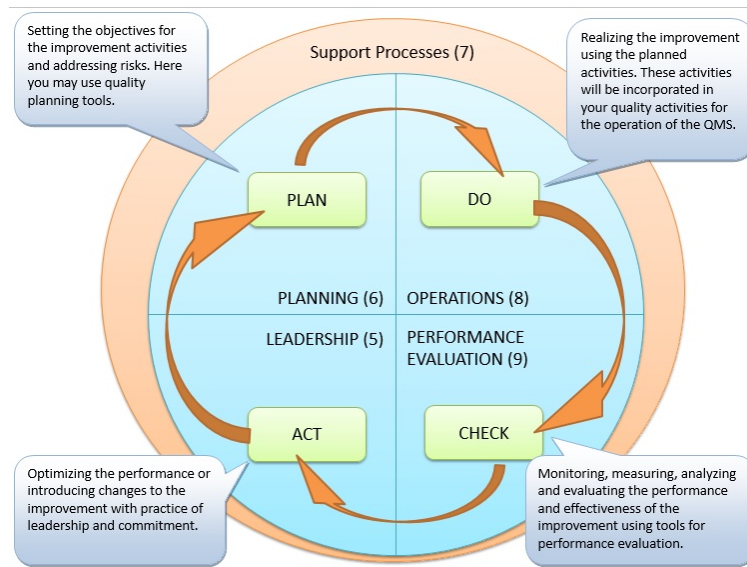 Setting the objectives for
the improvement activities
and addressing risks. Here
you may use quality
planning tools.
Support Processes (7)
Realizing the improvement
using the planned
activities. These activities
will be incorporated in
your quality activities for
the operation of the QMS.
PLAN
DO
PLANNING (6)
OPERATIONS (8)
LEADERSHIP (5)
PERFORMANCE
EVALUATION (9)
ACT
CHECK
Optimizing the performance or
introducing changes to the
improvement with practice of
leadership and commitment.
Monitoring, measuring, analyzing
and evaluating the performance
and effectiveness of the
improvement using tools for
performance evaluation.